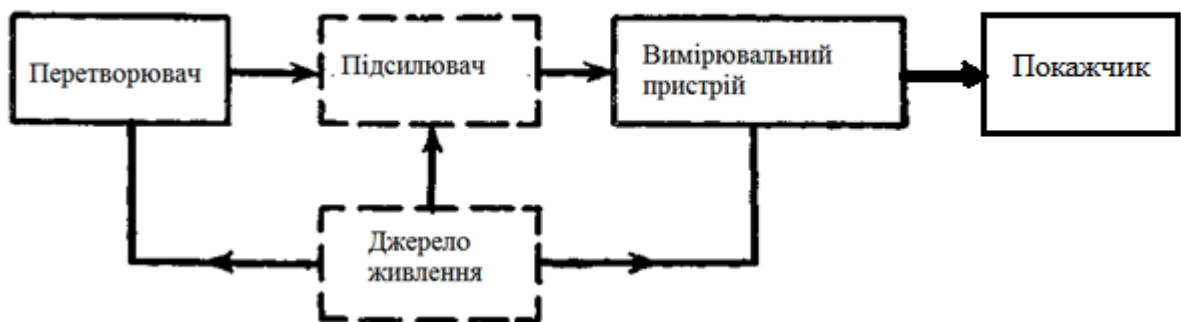 Перетворювач
Підсилювач
Вимірювальний
пристрій
Покажчик
Джерело
живлення